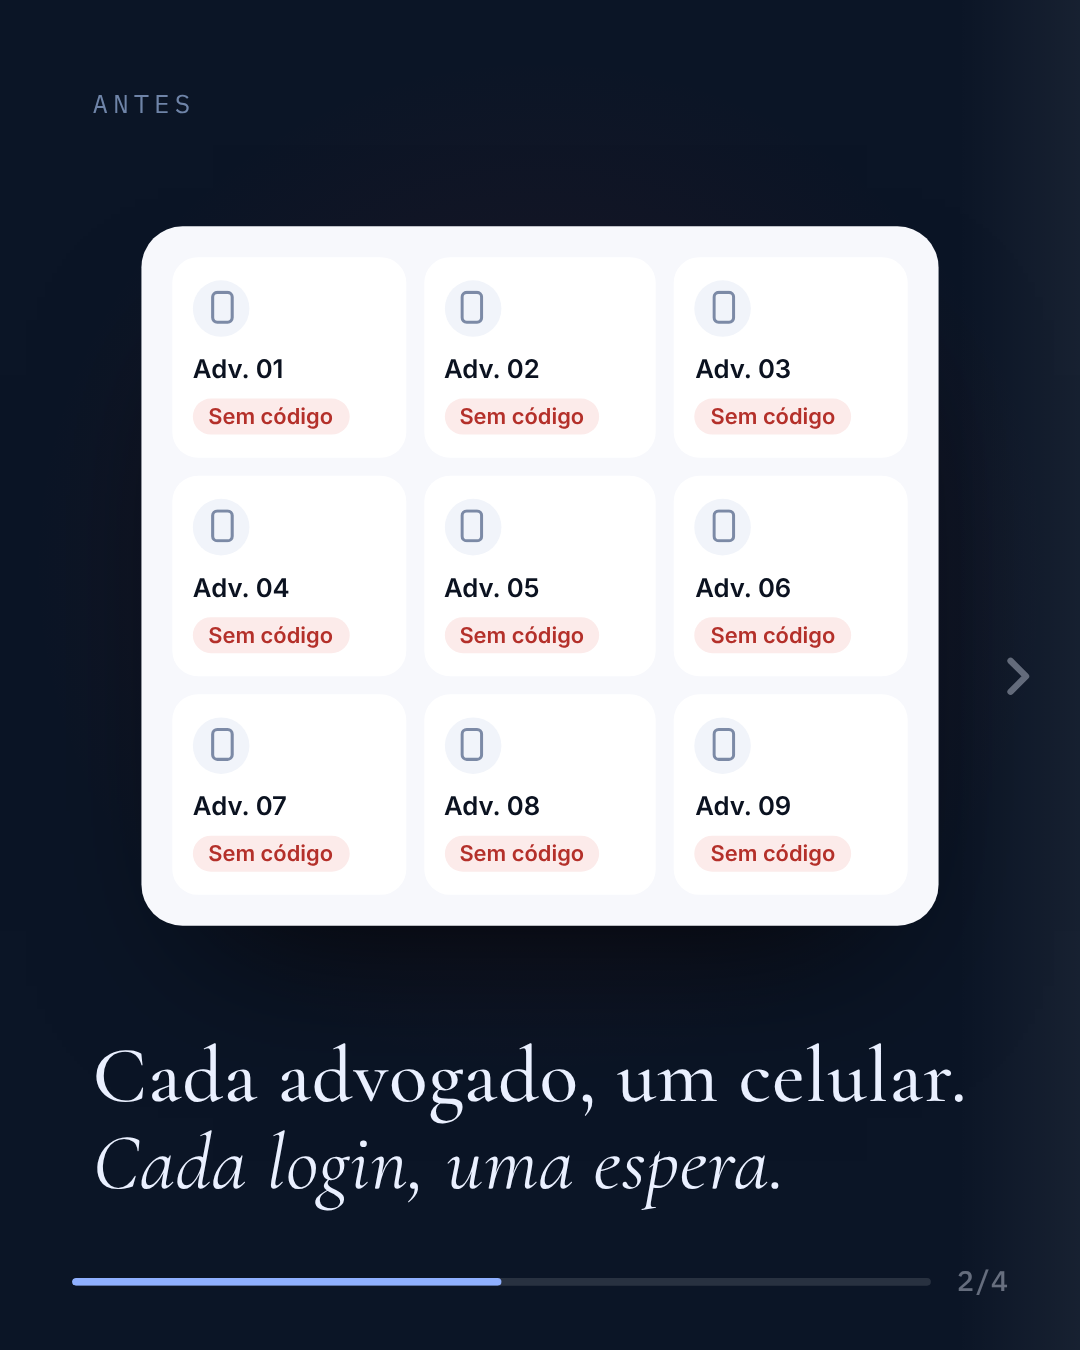 ANTES
Adv. 01
Sem código
Adv. 02
Sem código
Adv. 03
Sem código
Adv. 04
Sem código
Adv. 05
Sem código
Adv. 06
Sem código
Adv. 07
Sem código
Adv. 08
Sem código
Adv. 09
Sem código
Cada advogado, um celular.
Cada login, uma espera.
2/4